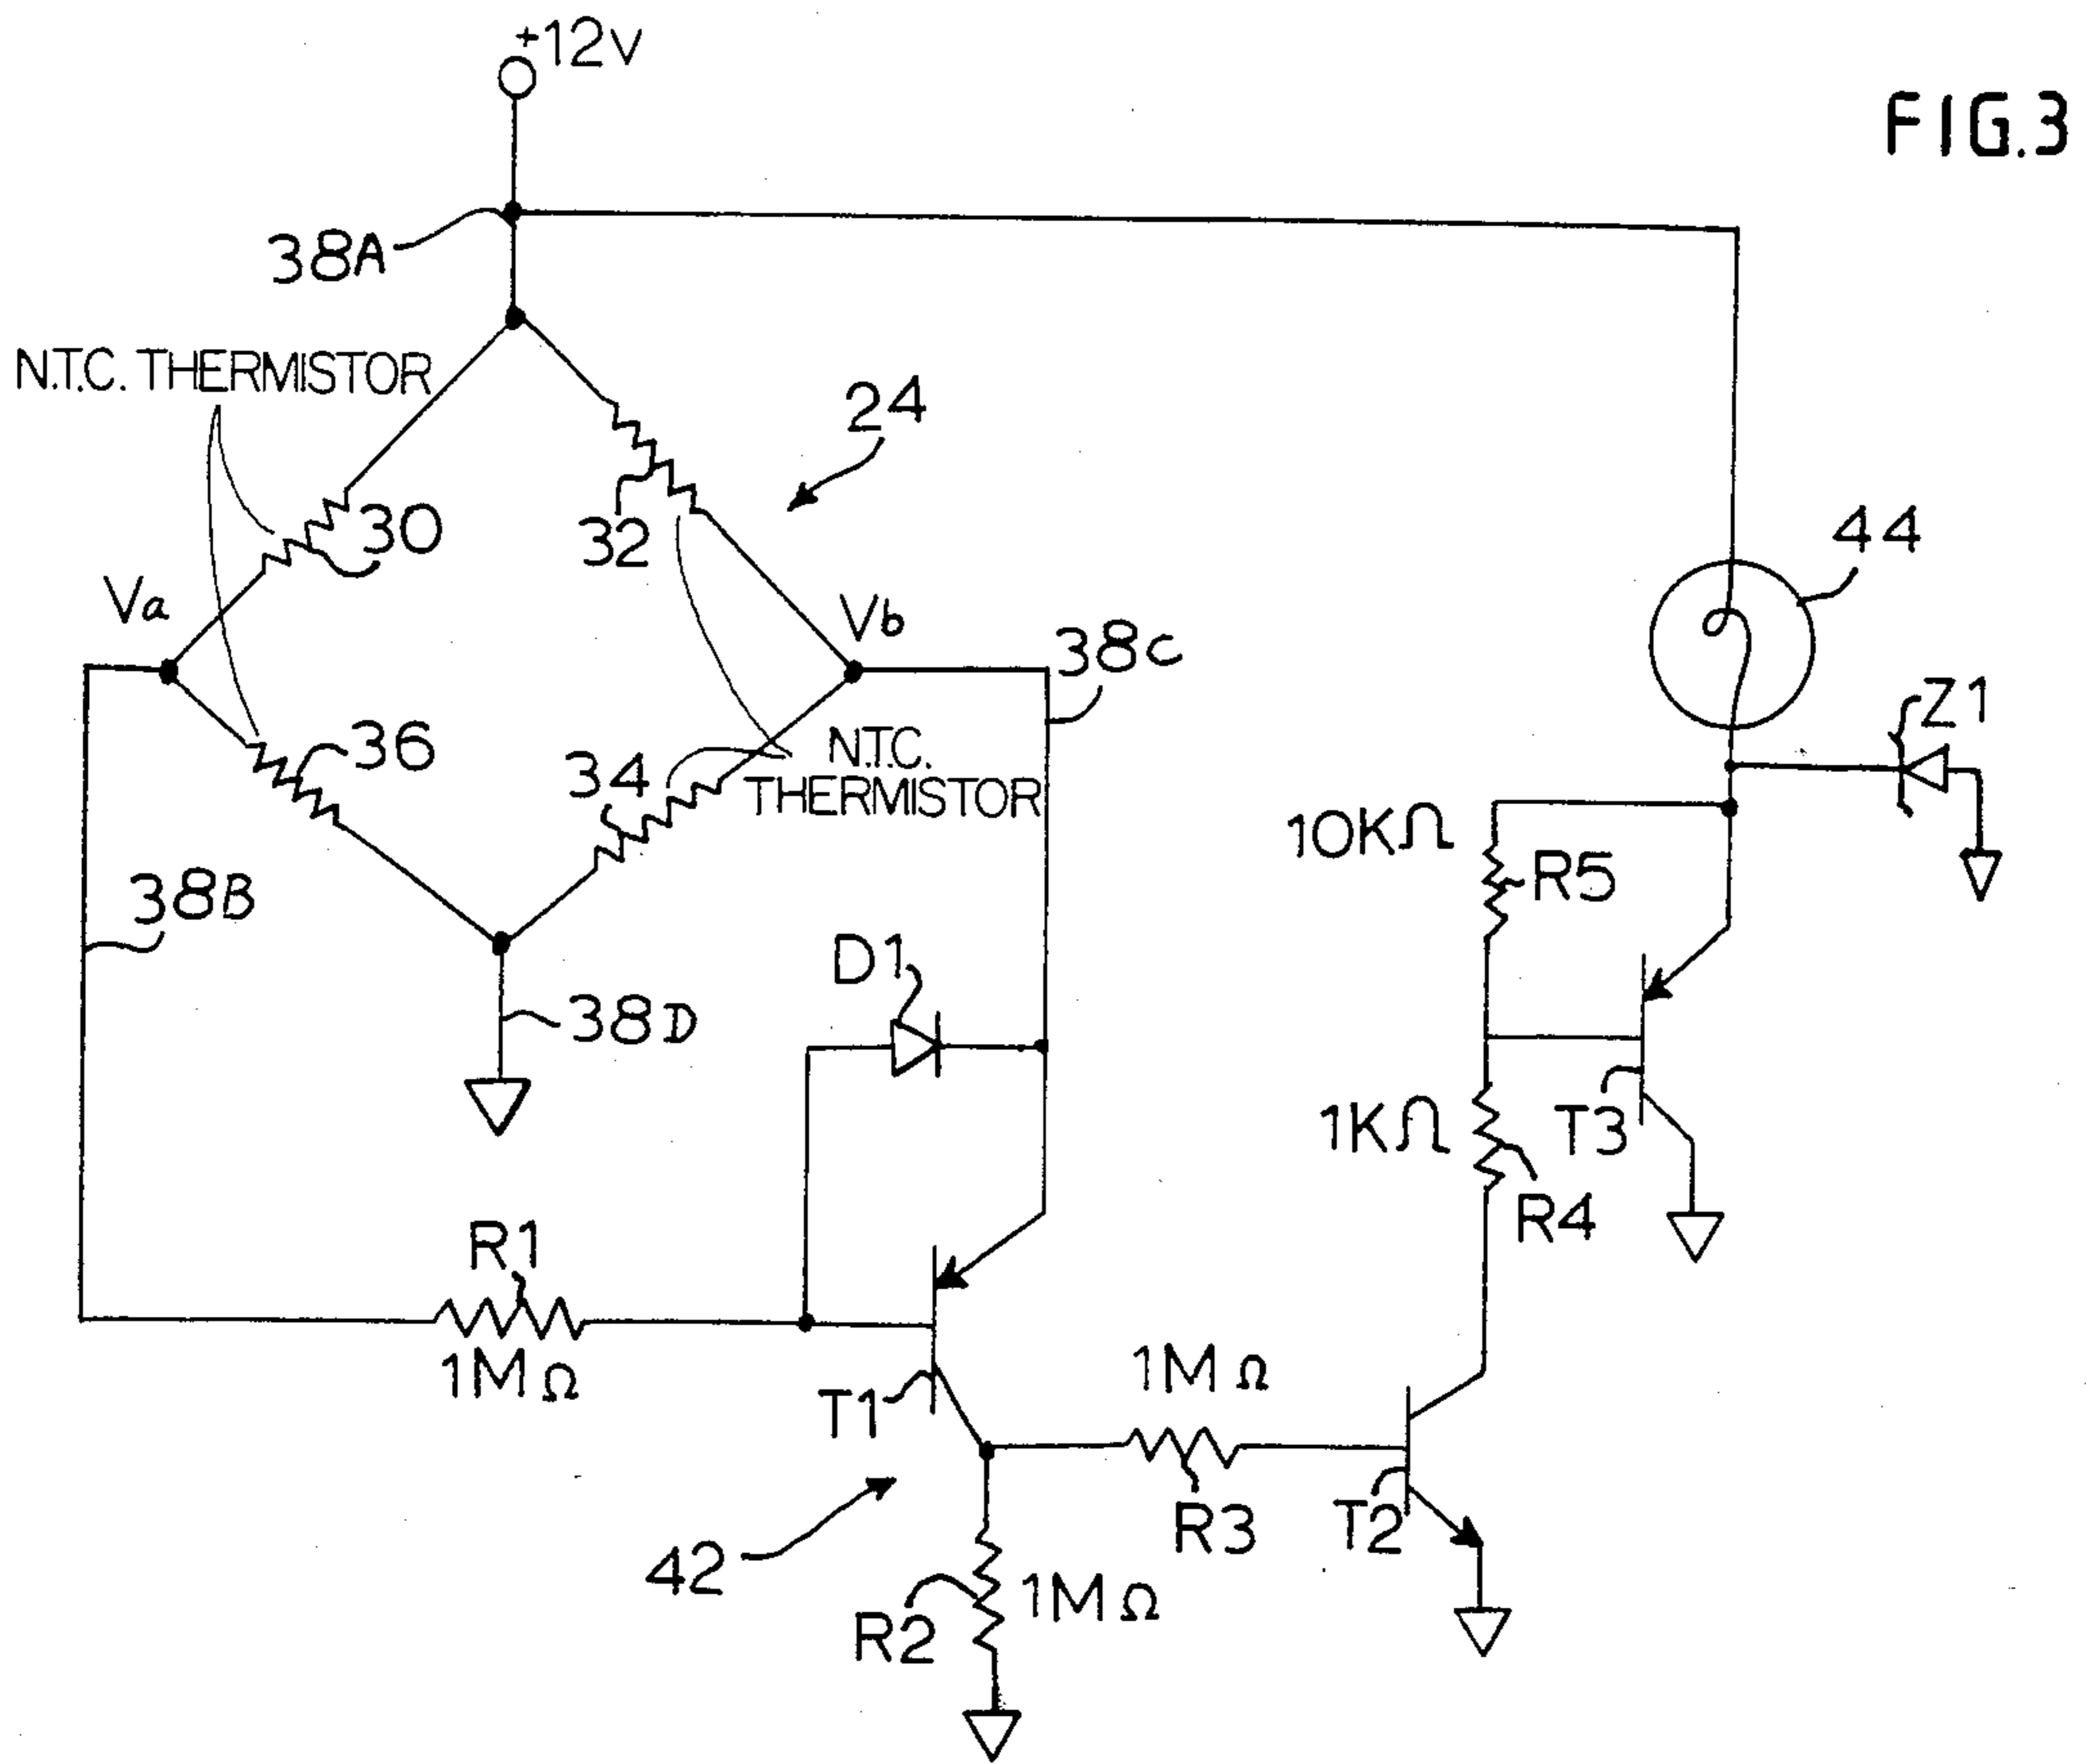 +12V
FIG.3
38A
N.T.C. THERMISTOR
24
30
32
44
Va
Vb
38C
Z1
36
34
N.T.C.
THERMISTOR
10KΩ
R5
38B
D1
38D
1KΩ
T3
R4
R1
1MΩ
T1
1MΩ
R3
T2
42
R2
1MΩ